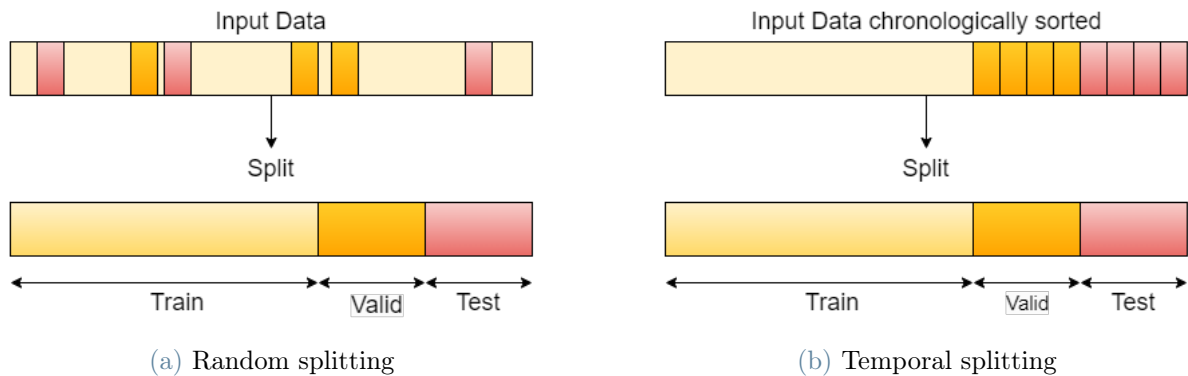 Input Data
Split
Train
Valid
Test
(a) Random splitting
Input Data chronologically sorted
Split
Train
Valid
Test
(b) Temporal splitting